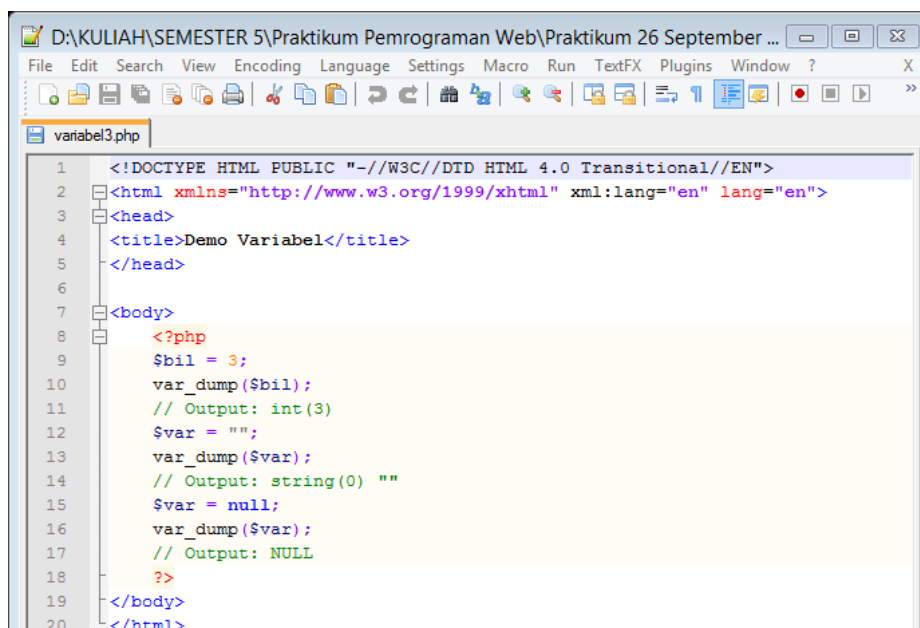 D:\KULIAH\SEMESTER 5\Praktikum Pemrograman Web\Praktikum 26 September ...
File Edit Search View Encoding Language Settings Macro Run TextFX Plugins Window ? X
variabel3.php
1 <!DOCTYPE HTML PUBLIC "-//W3C//DTD HTML 4.0 Transitional//EN">
2 <html xmlns="http://www.w3.org/1999/xhtml" xml:lang="en" lang="en">
3 <head>
4 <title>Demo Variabel</title>
5 </head>
6
7 <body>
8 <?php
9 $bil = 3;
10 var_dump($bil);
11 // Output: int(3)
12 $var = "";
13 var_dump($var);
14 // Output: string(0) ""
15 $var = null;
16 var_dump($var);
17 // Output: NULL
18 ?>
19 </body>
20 </html>